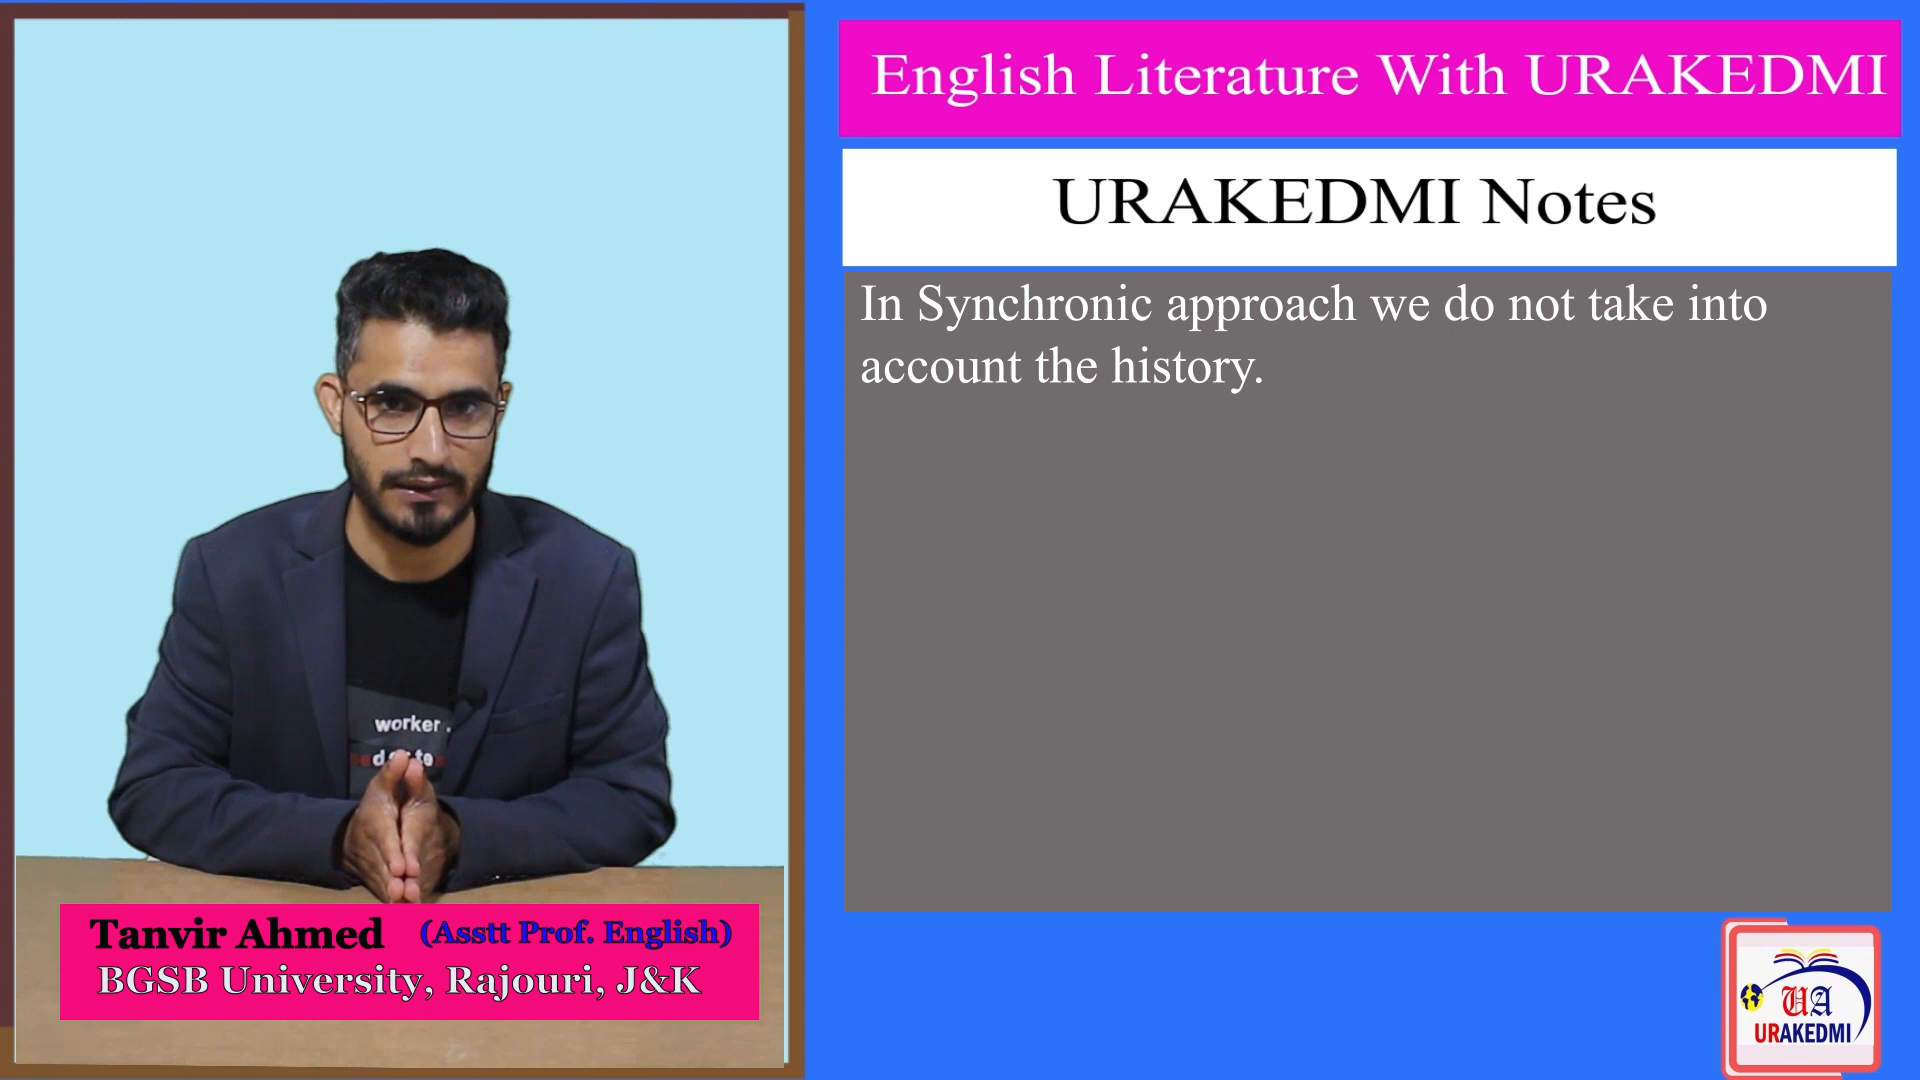 English Literature With URAKEDMI
URAKEDMI Notes
In Synchronic approach we do not take into
account the history.
worker .
Tanvir Ahmed (Asstt Prof. English)
BGSB University, Rajouri, J&K
UA
URAKEDMI